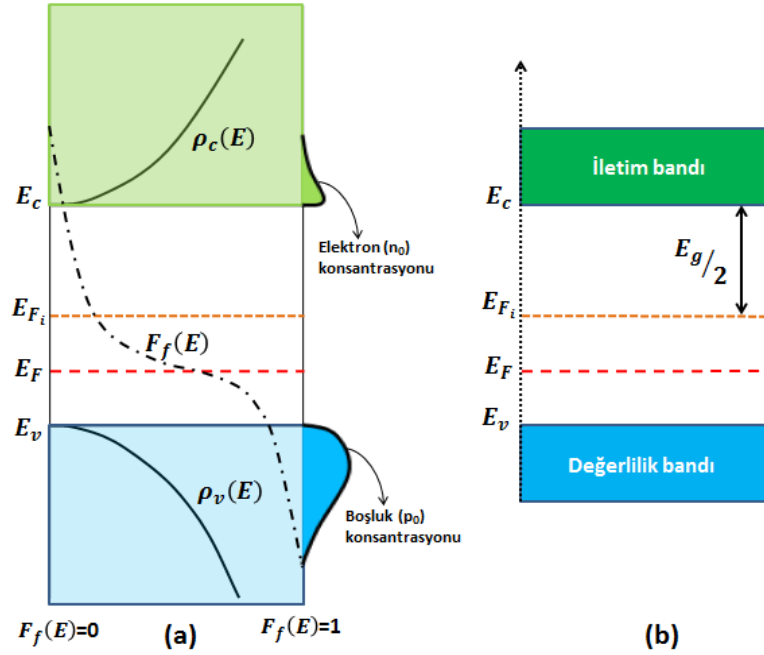 ρc(E)
Ec
Elektron (n0)
konsantrasyonu
EFi
Ff(E)
EF
Ev
ρv(E)
Boşluk (p0)
konsantrasyonu
Ff(E)=0
(a)
Ff(E)=1
İletim bandı
Ec
Eg/2
EFi
EF
Ev
Değerlilik bandı
(b)